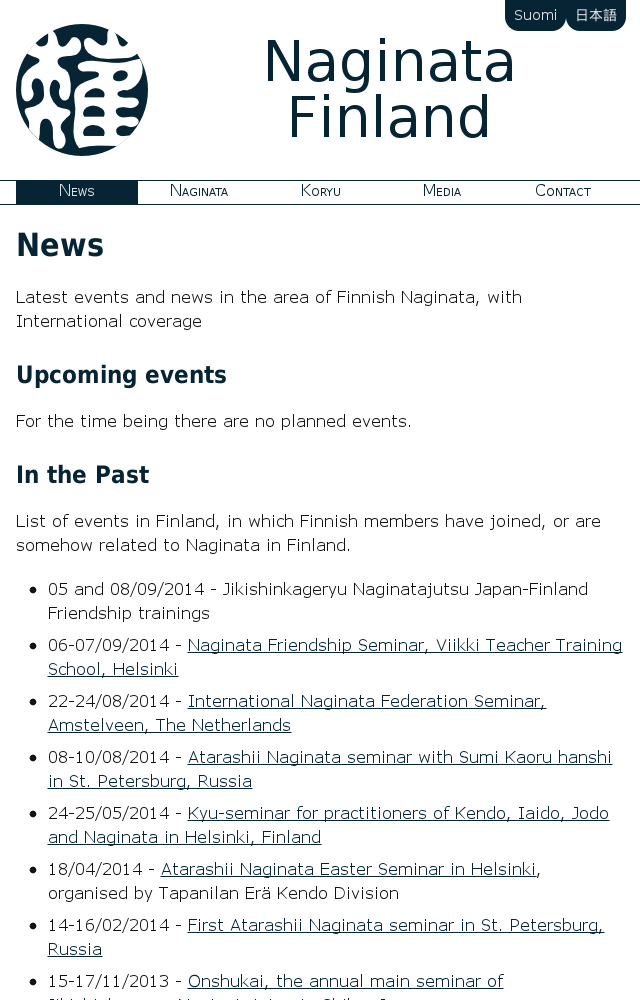 Suomi
日本語
Naginata
Finland
News
Naginata
Koryu
Media
Contact
News
Latest events and news in the area of Finnish Naginata, with
International coverage
Upcoming events
For the time being there are no planned events.
In the Past
List of events in Finland, in which Finnish members have joined, or are
somehow related to Naginata in Finland.
05 and 08/09/2014 - Jikishinkageryu Naginatajutsu Japan-Finland
Friendship trainings
06-07/09/2014 - Naginata Friendship Seminar, Viikki Teacher Training
School, Helsinki
22-24/08/2014 - International Naginata Federation Seminar,
Amstelveen, The Netherlands
08-10/08/2014 - Atarashii Naginata seminar with Sumi Kaoru hanshi
in St. Petersburg, Russia
24-25/05/2014 - Kyu-seminar for practitioners of Kendo, Iaido, Jodo
and Naginata in Helsinki, Finland
18/04/2014 - Atarashii Naginata Easter Seminar in Helsinki,
organised by Tapanilan Erä Kendo Division
14-16/02/2014 - First Atarashii Naginata seminar in St. Petersburg,
Russia
15-17/11/2013 - Onshukai, the annual main seminar of